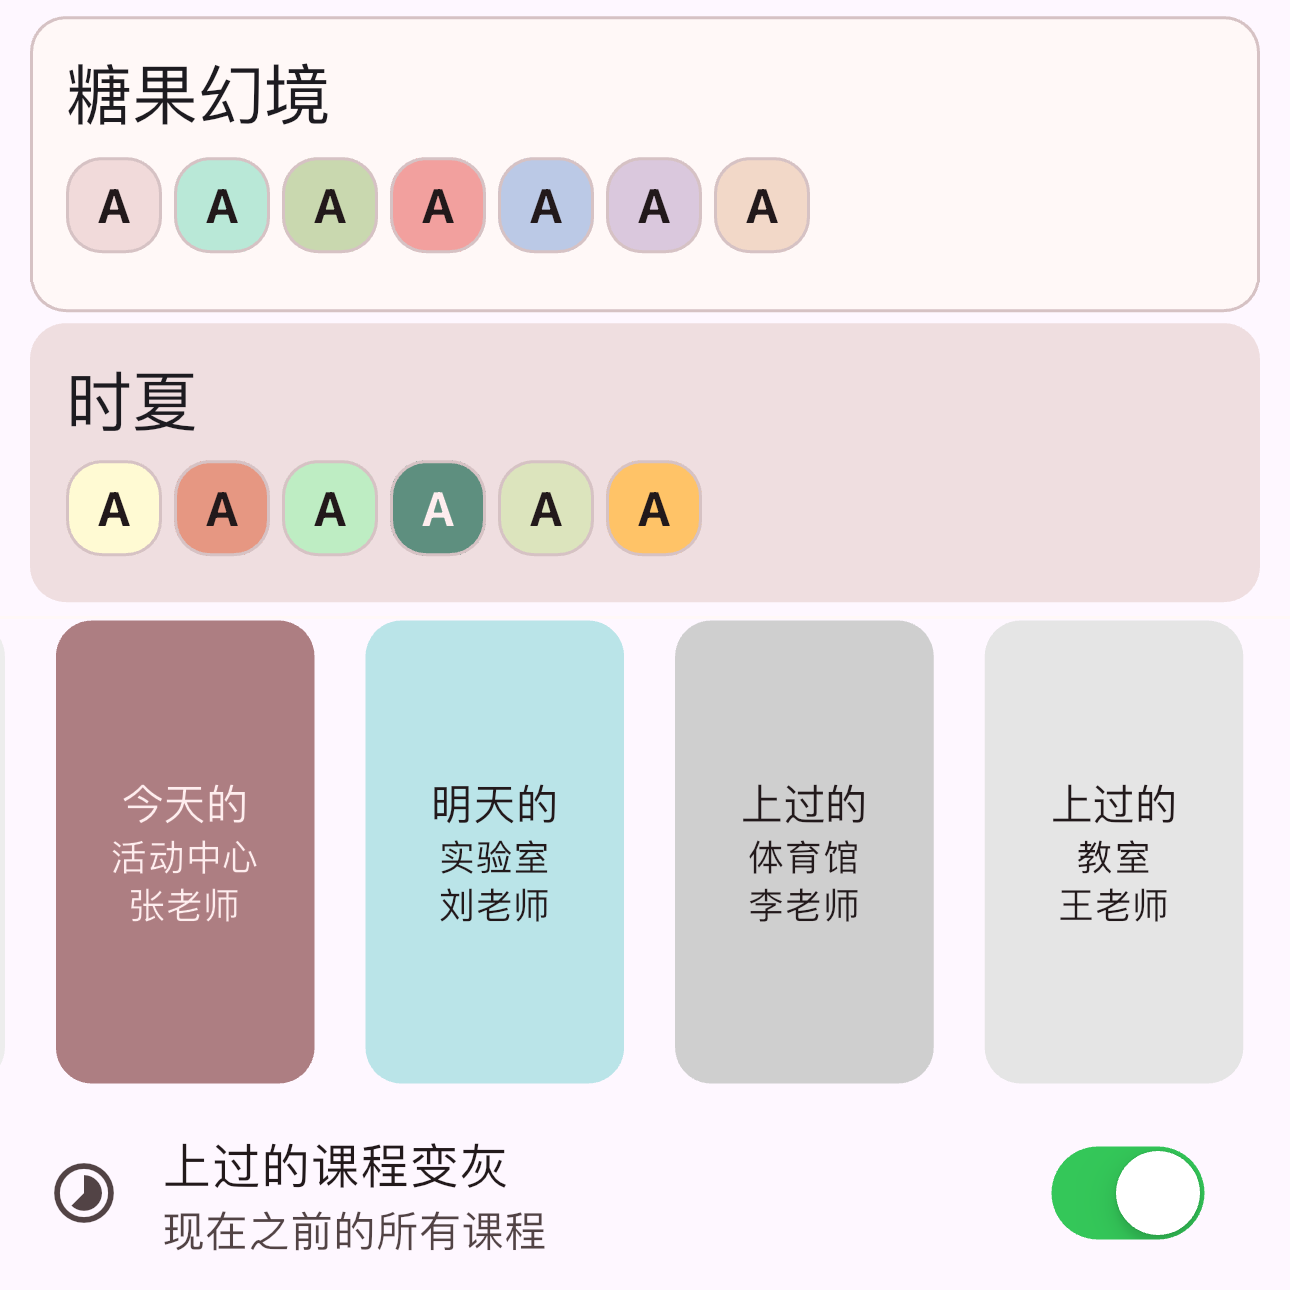 糖果幻境
A A A A A A A
时夏
A A A A A A
今天的
活动中心
张老师
明天的
实验室
刘老师
上过的
体育馆
李老师
上过的
教室
王老师
上过的课程变灰
现在之前的所有课程